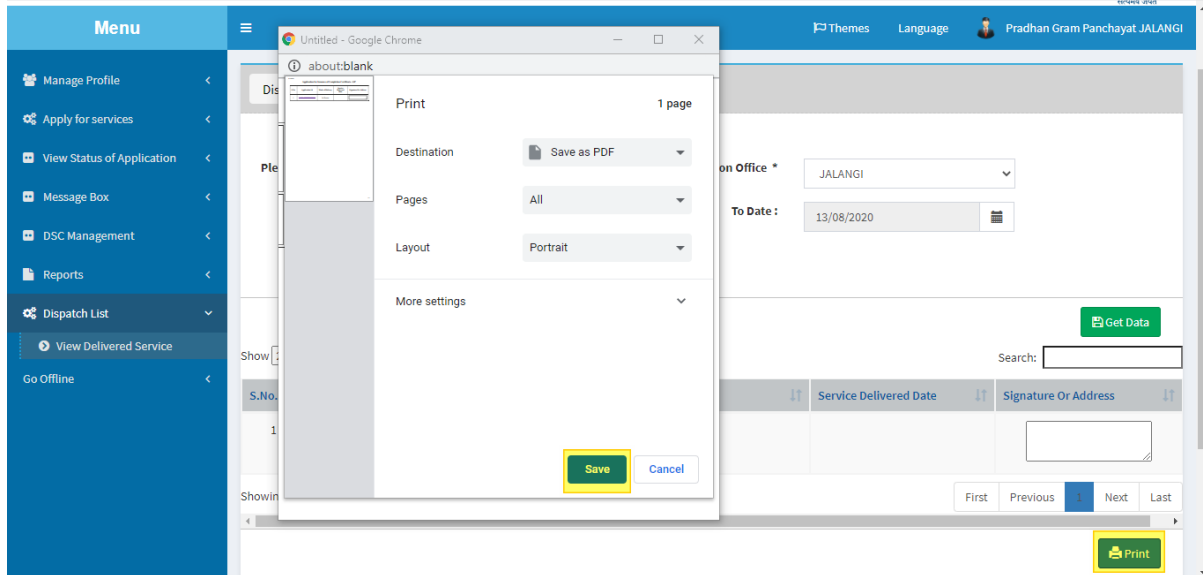 सत्यमेव जयते
Menu
Themes
Language
Pradhan Gram Panchayat JALANGI
Manage Profile
Apply for services
View Status of Application
Message Box
DSC Management
Reports
Dispatch List
View Delivered Service
Go Offline
Untitled - Google Chrome
about:blank
Print
1 page
Destination
Save as PDF
Pages
All
Layout
Portrait
More settings
Save
Cancel
Dis
Ple
on Office *
JALANGI
To Date :
13/08/2020
Get Data
Show
Search:
S.No.
Service Delivered Date
Signature Or Address
1
Showin
First
Previous
1
Next
Last
Print